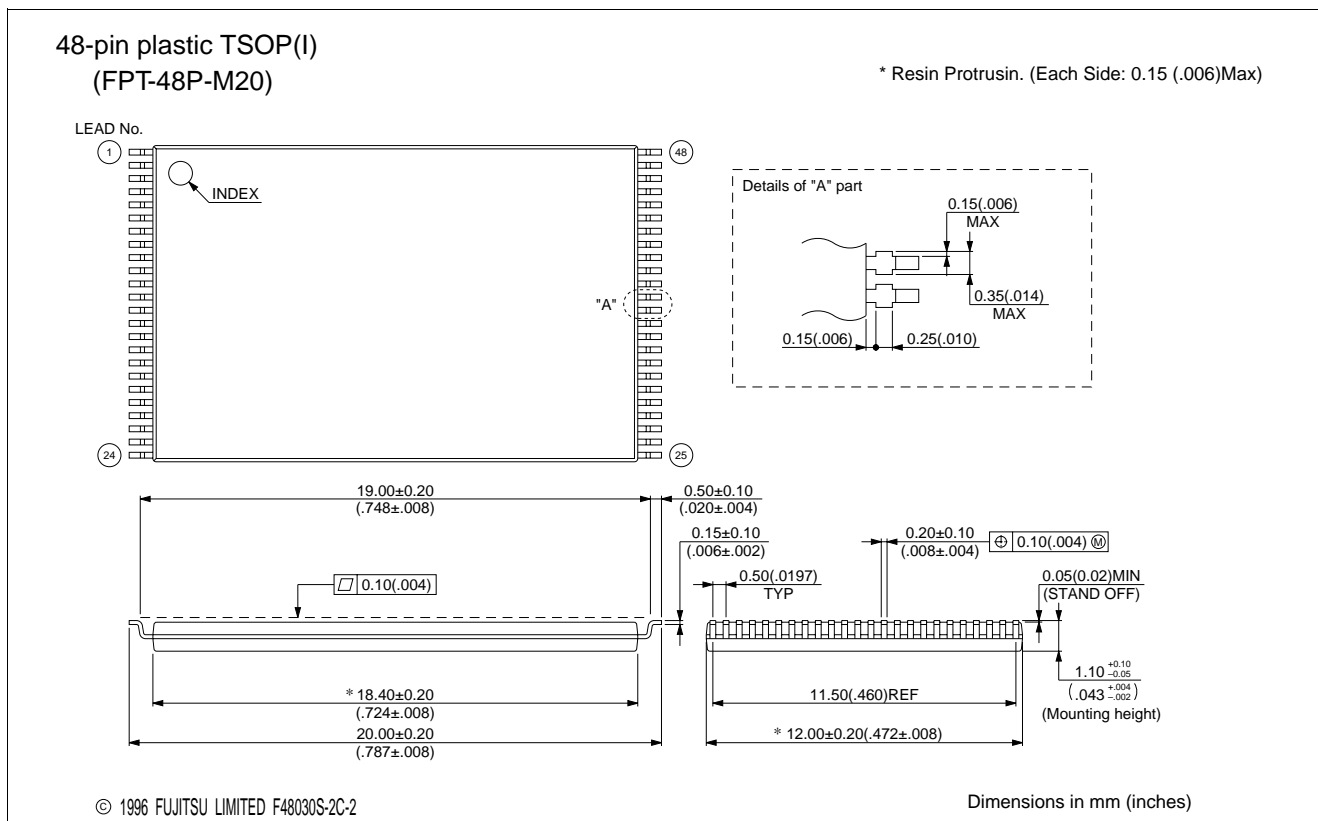 48-pin plastic TSOP(I)
(FPT-48P-M20)
* Resin Protrusin. (Each Side: 0.15 (.006)Max)
LEAD No.
1
48
INDEX
"A"
24
25
Details of "A" part
0.15(.006)
MAX
0.35(.014)
MAX
0.15(.006)
0.25(.010)
19.00±0.20
(.748±.008)
0.50±0.10
(.020±.004)
0.15±0.10
(.006±.002)
0.20±0.10
(.008±.004)
0.10(.004) Ⓜ
0.10(.004)
0.50(.0197)
TYP
0.05(0.02)MIN
(STAND OFF)
1.10 +0.10 –0.05
(.043 +.004 –.002)
(Mounting height)
* 18.40±0.20
(.724±.008)
20.00±0.20
(.787±.008)
11.50(.460)REF
* 12.00±0.20(.472±.008)
© 1996 FUJITSU LIMITED F48030S-2C-2
Dimensions in mm (inches)